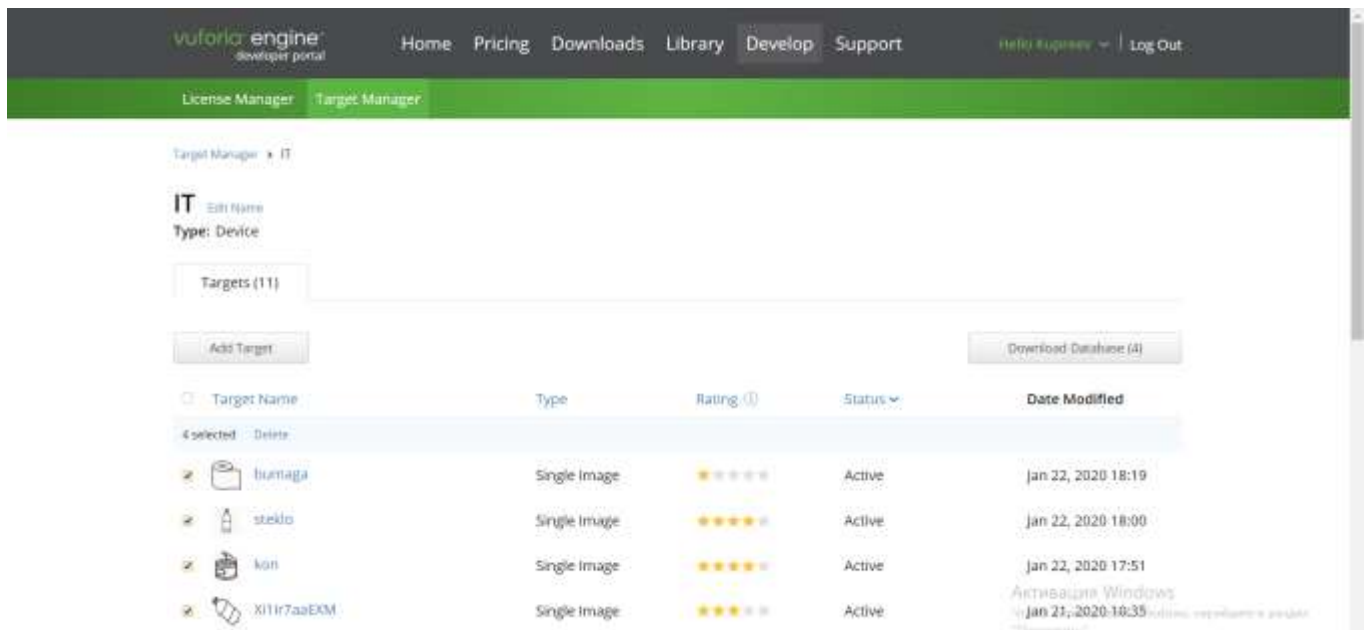 vuforia engine Home Pricing Downloads Library Develop Support Log Out
developer portal
License Manager Target Manager
Target Manager IT
IT Edit Name
Type: Device
Targets (11)
Add Target Download Database (4)
Target Name Type Rating Status Date Modified
4 selected Delete
bumaga Single Image Active Jan 22, 2020 18:19
steklo Single Image Active Jan 22, 2020 18:00
kon Single Image Active Jan 22, 2020 17:51
Активация Windows
Single Image Active Jan 21, 2020 10:35